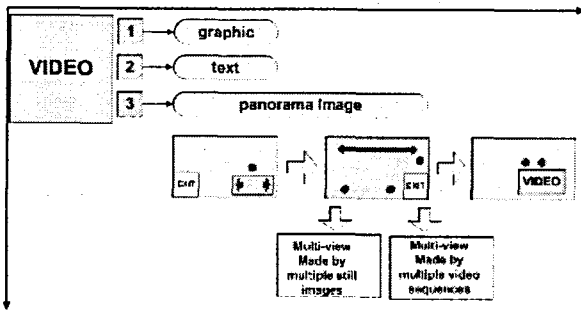 1
graphic
VIDEO
2
text
3
panorama Image
EXIT
EXIT
VIDEO
Multi-view
Made by
multiple still
images
Multi-view
Made by
multiple video
sequences